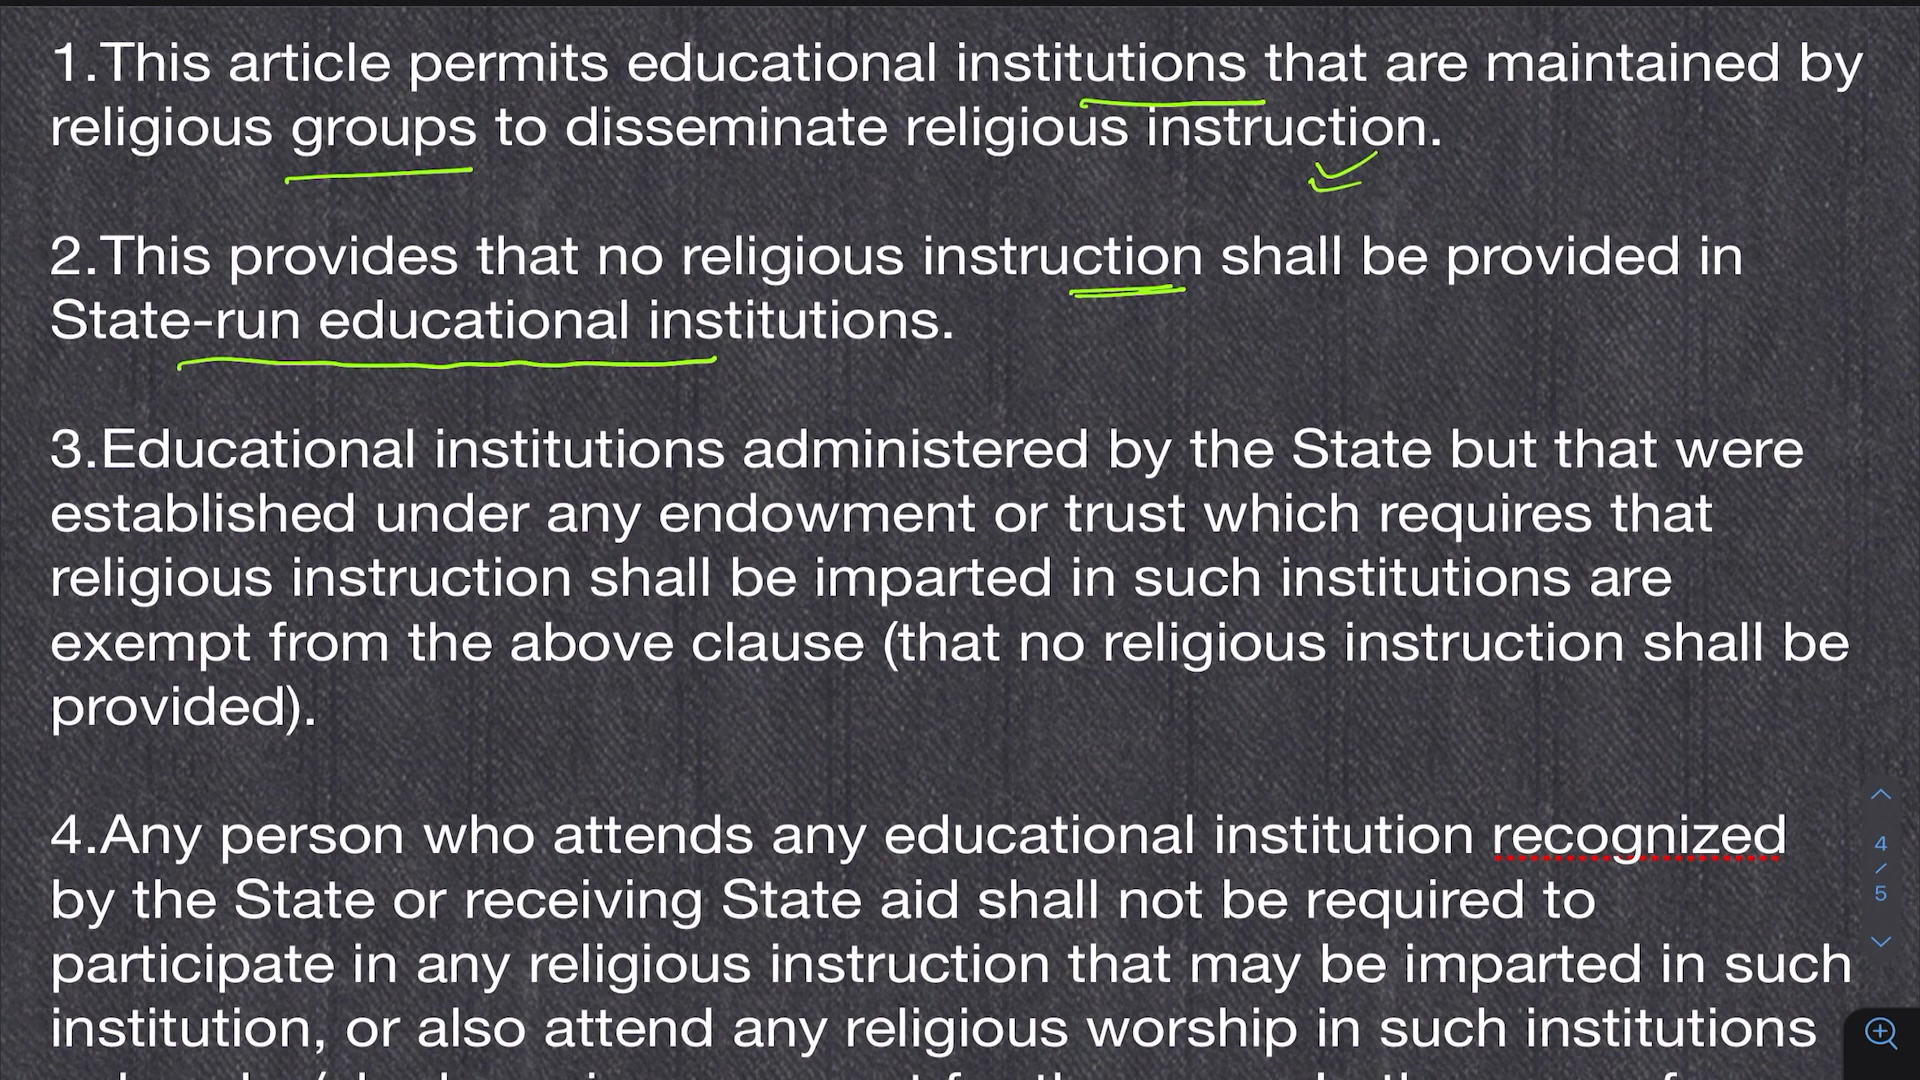 1.This article permits educational institutions that are maintained by
religious groups to disseminate religious instruction.
2.This provides that no religious instruction shall be provided in
State-run educational institutions.
3.Educational institutions administered by the State but that were
established under any endowment or trust which requires that
religious instruction shall be imparted in such institutions are
exempt from the above clause (that no religious instruction shall be
provided).
4.Any person who attends any educational institution recognized
by the State or receiving State aid shall not be required to
participate in any religious instruction that may be imparted in such
institution, or also attend any religious worship in such institutions
4
/
5